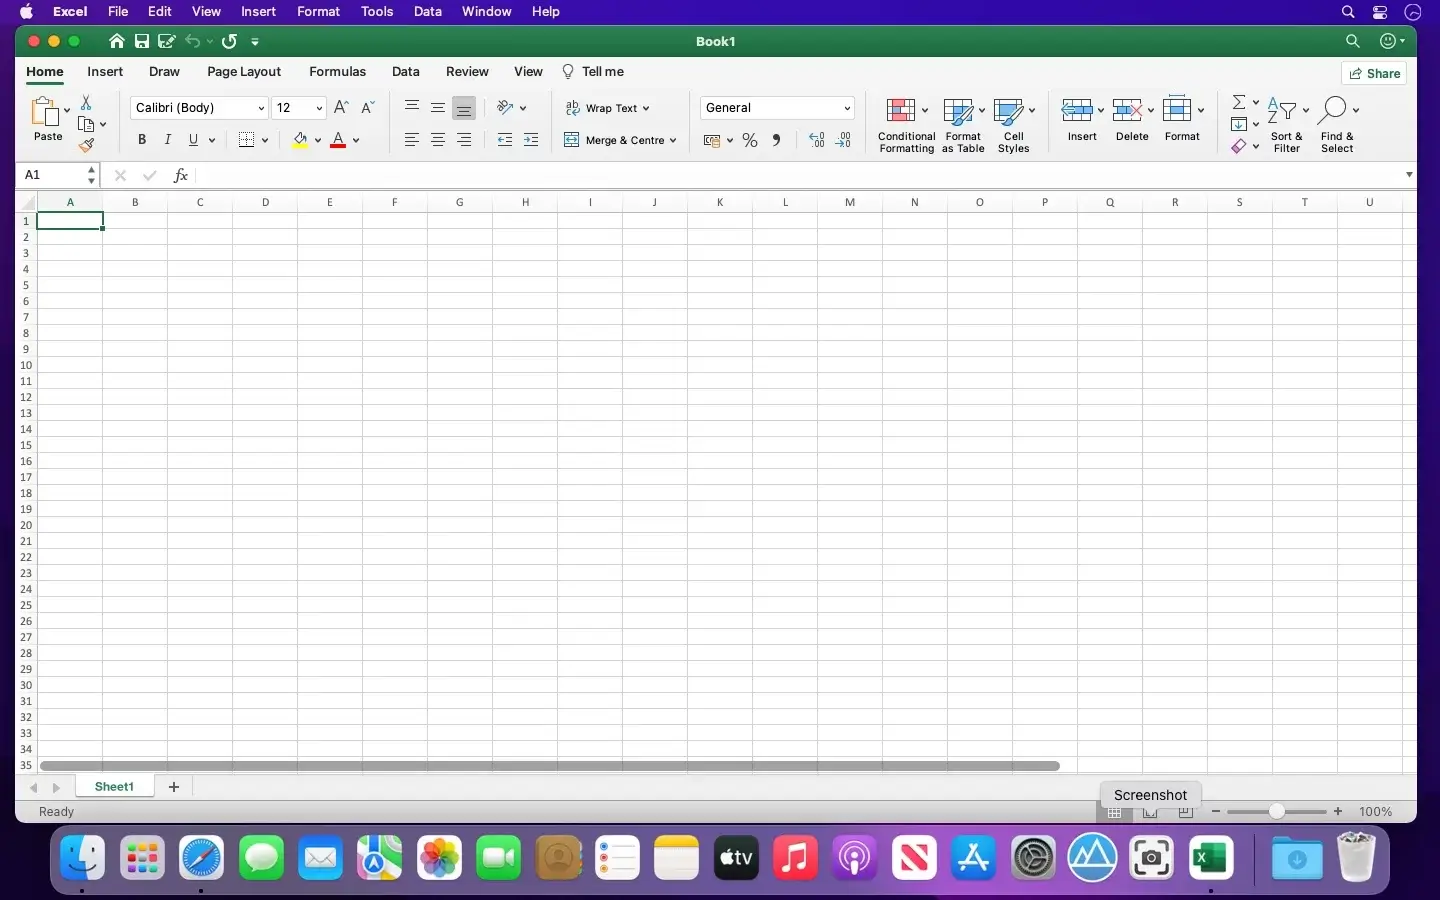 Excel File Edit View Insert Format Tools Data Window Help
Book1
Home Insert Draw Page Layout Formulas Data Review View Tell me Share
Paste
Calibri (Body) 12
B I U
Wrap Text
Merge & Centre
General
Conditional Formatting
Format as Table
Cell Styles
Insert
Delete
Format
Sort & Filter
Find & Select
A1 fx
A B C D E F G H I J K L M N O P Q R S T U
1
2
3
4
5
6
7
8
9
10
11
12
13
14
15
16
17
18
19
20
21
22
23
24
25
26
27
28
29
30
31
32
33
34
35
Sheet1
Screenshot
Ready 100%
tv